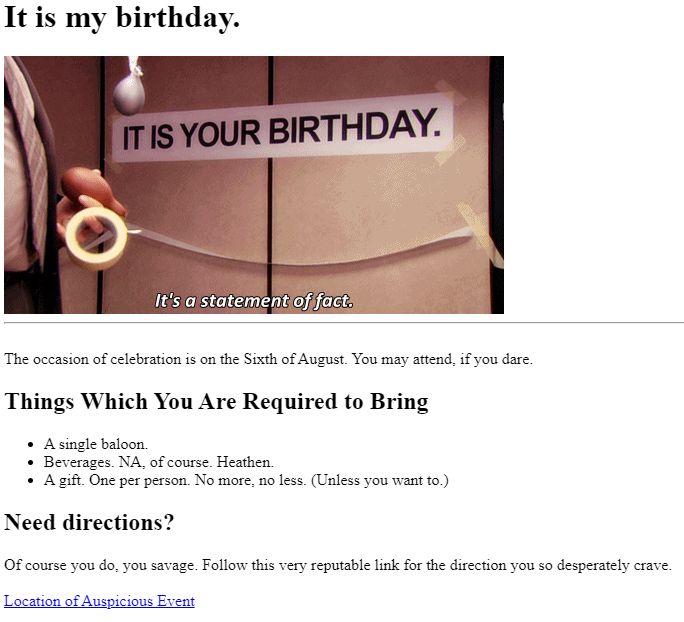 It is my birthday.
IT IS YOUR BIRTHDAY.
It's a statement of fact.
The occasion of celebration is on the Sixth of August. You may attend, if you dare.
Things Which You Are Required to Bring
A single baloon.
Beverages. NA, of course. Heathen.
A gift. One per person. No more, no less. (Unless you want to.)
Need directions?
Of course you do, you savage. Follow this very reputable link for the direction you so desperately crave.
Location of Auspicious Event